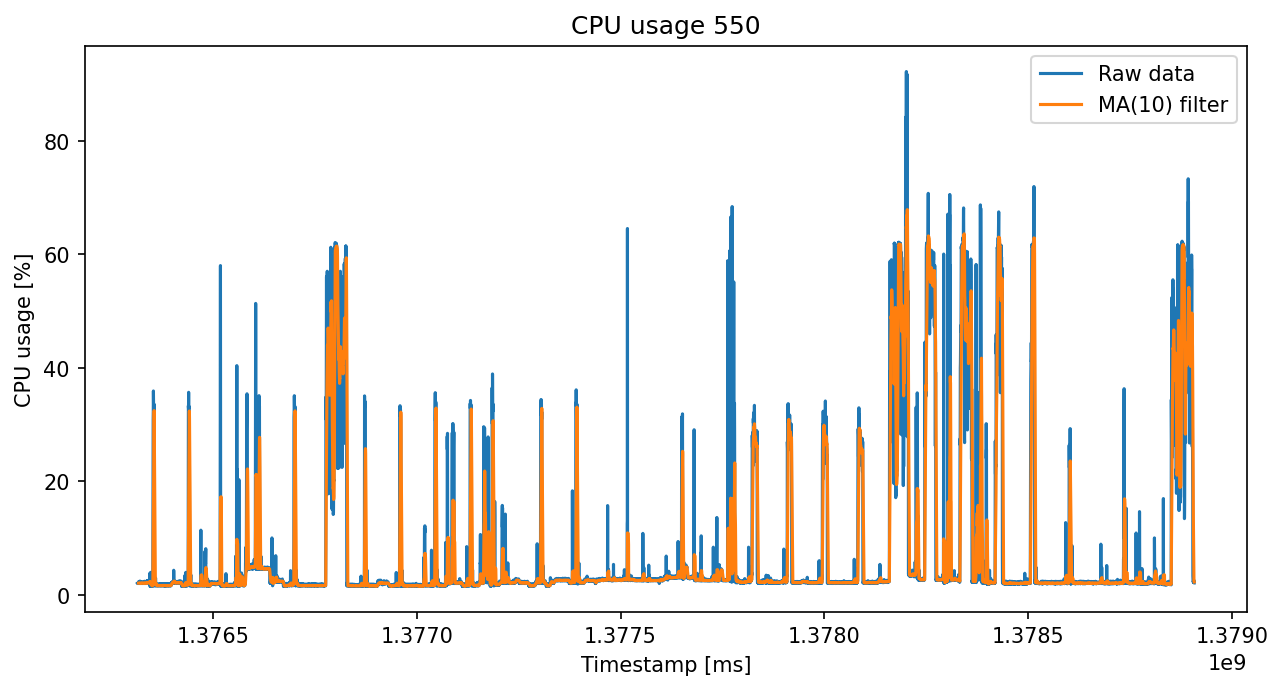 CPU usage 550
Raw data
MA(10) filter
CPU usage [%]
80
60
40
20
0
1.3765 1.3770 1.3775 1.3780 1.3785 1.3790
1e9
Timestamp [ms]